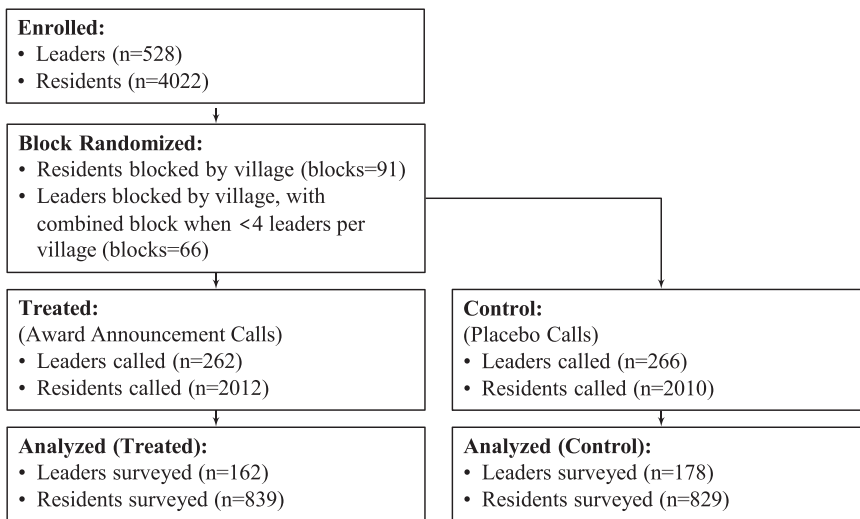 Enrolled:
• Leaders (n=528)
• Residents (n=4022)
Block Randomized:
• Residents blocked by village (blocks=91)
• Leaders blocked by village, with
combined block when <4 leaders per
village (blocks=66)
Treated:
(Award Announcement Calls)
• Leaders called (n=262)
• Residents called (n=2012)
Control:
(Placebo Calls)
• Leaders called (n=266)
• Residents called (n=2010)
Analyzed (Treated):
• Leaders surveyed (n=162)
• Residents surveyed (n=839)
Analyzed (Control):
• Leaders surveyed (n=178)
• Residents surveyed (n=829)